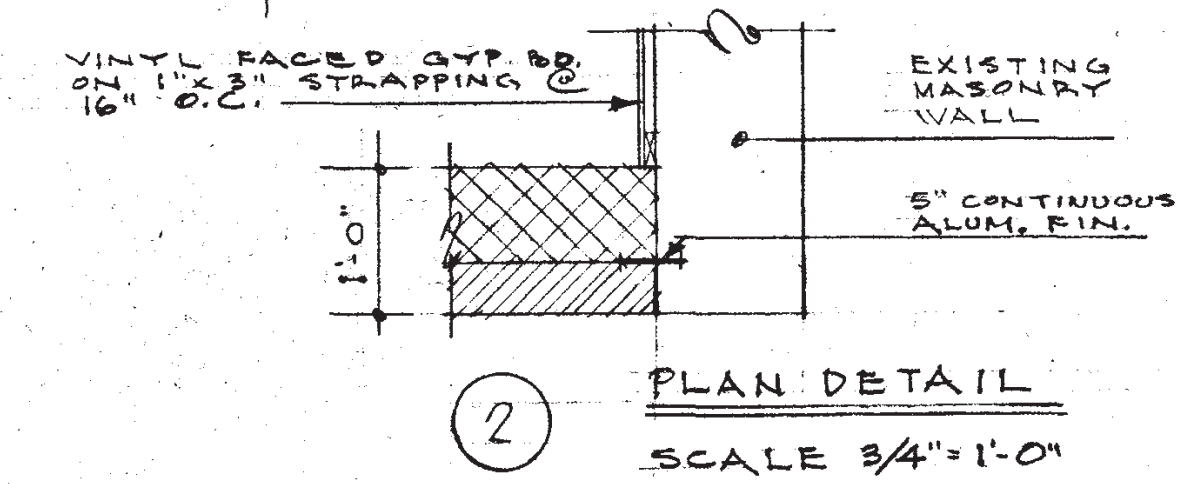 VINYL FACED GYP BD.
ON 1"X 3" STRAPPING @
16" O.C.
EXISTING
MASONRY
WALL
5" CONTINUOUS
ALUM. FIN.
1'-0"
2
PLAN DETAIL
SCALE 3/4"=1'-0"